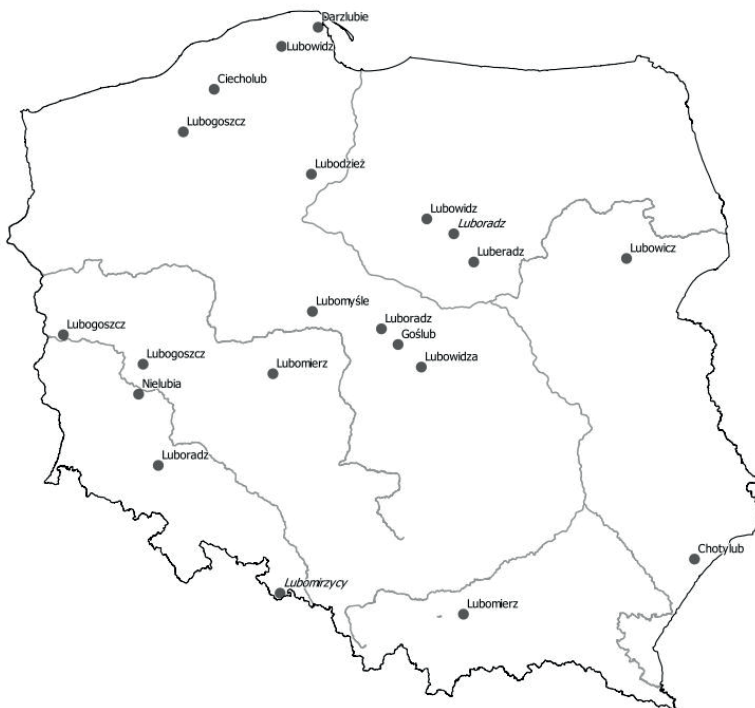 Darzlubie
Lubowidz
Ciecholub
Lubogoszcz
Lubodzież
Lubowidz
Luboradz
Luberadz
Lubowicz
Lubomyśle
Luboradz
Lubogoszcz
Goślub
Lubogoszcz
Lubomierz
Lubowidza
Nielubia
Luboradz
Chotylub
Lubomirzycy
Lubomierz